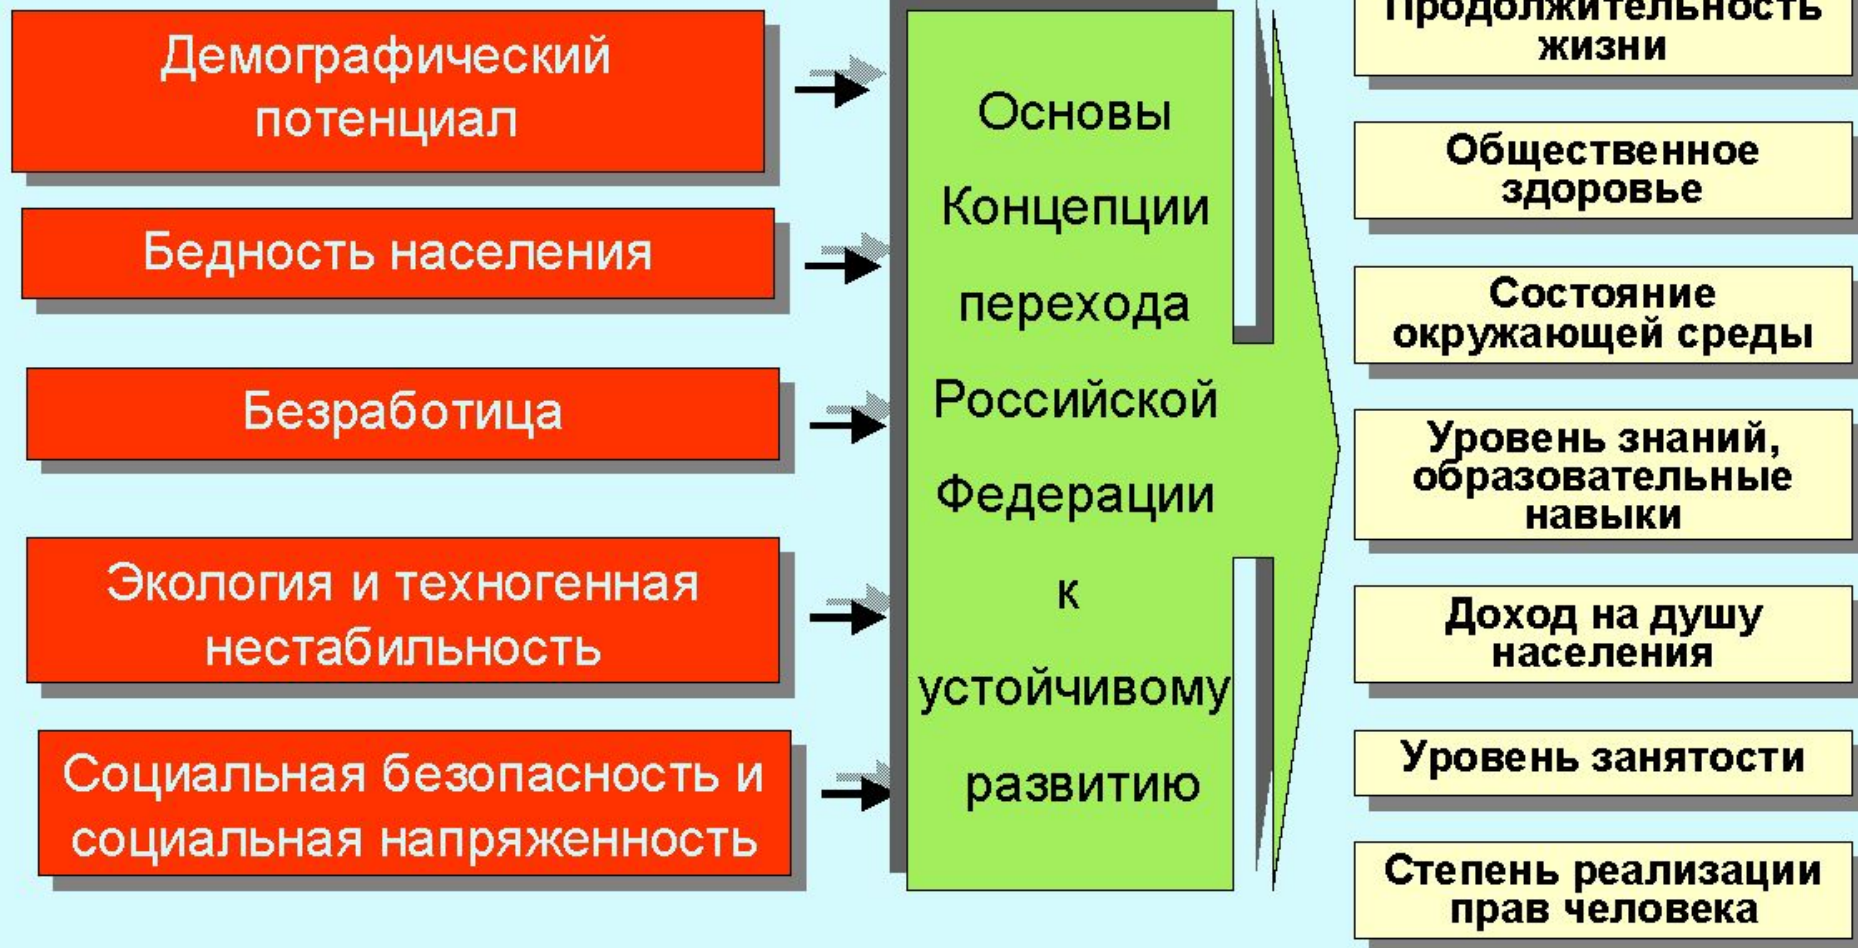 Демографический
потенциал
Бедность населения
Безработица
Экология и техногенная
нестабильность
Социальная безопасность и
социальная напряженность
Основы
Концепции
перехода
Российской
Федерации
к
устойчивому
развитию
Продолжительность
жизни
Общественное
здоровье
Состояние
окружающей среды
Уровень знаний,
образовательные
навыки
Доход на душу
населения
Уровень занятости
Степень реализации
прав человека